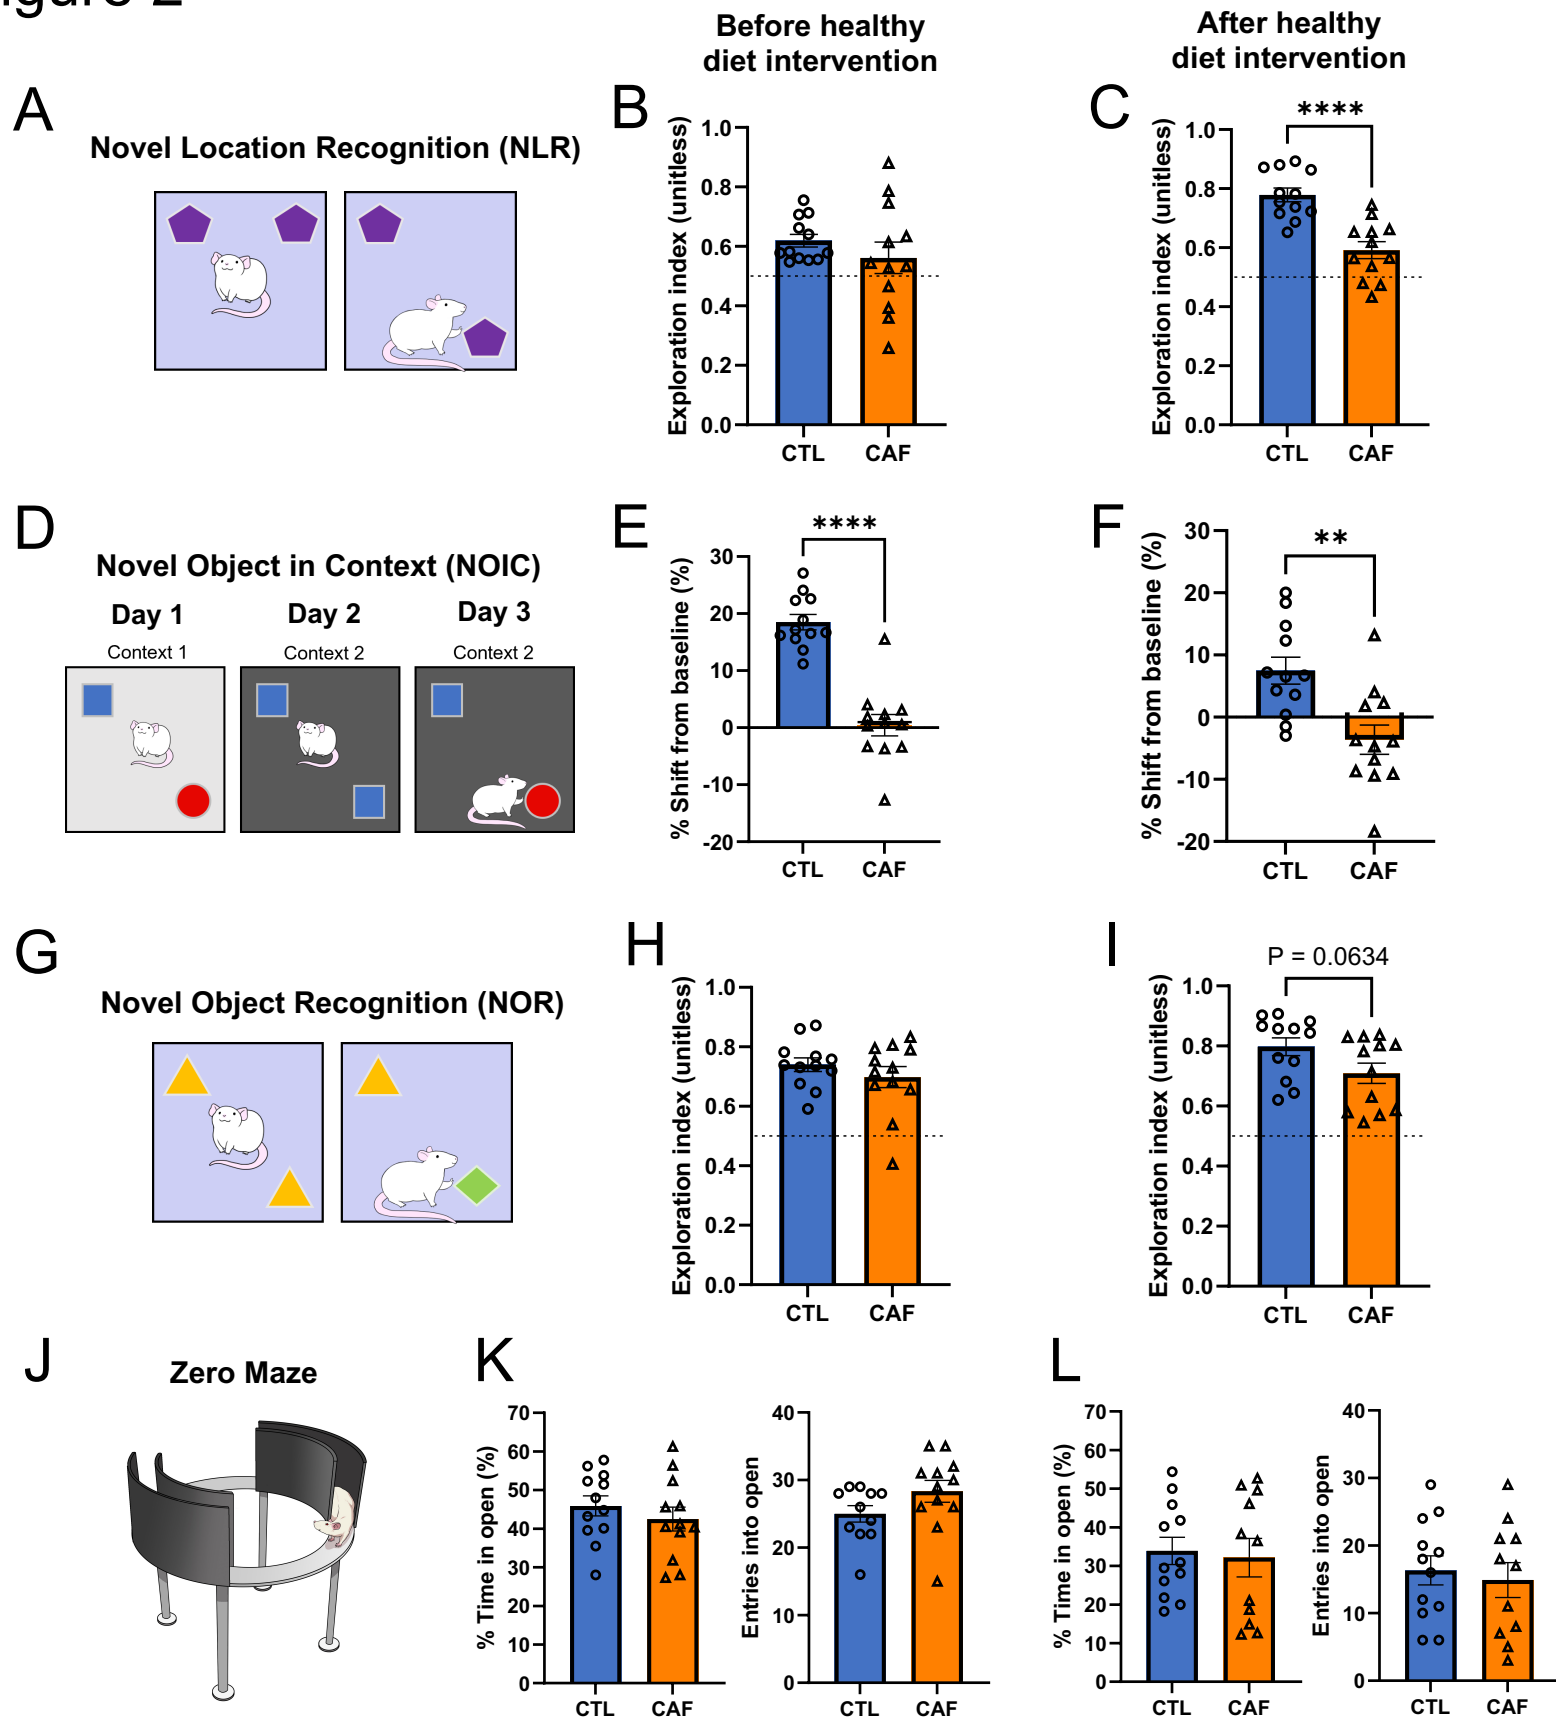 igure 2
Before healthy
diet intervention
After healthy
diet intervention
A
Novel Location Recognition (NLR)
B
Exploration index (unitless)
1.0
0.8
0.6
0.4
0.2
0.0
CTL
CAF
C
****
Exploration index (unitless)
1.0
0.8
0.6
0.4
0.2
0.0
CTL
CAF
D
Novel Object in Context (NOIC)
Day 1
Day 2
Day 3
Context 1
Context 2
Context 2
E
****
% Shift from baseline (%)
30
20
10
0
-10
-20
CTL
CAF
F
**
% Shift from baseline (%)
30
20
10
0
-10
-20
CTL
CAF
G
Novel Object Recognition (NOR)
H
Exploration index (unitless)
1.0
0.8
0.6
0.4
0.2
0.0
CTL
CAF
I
P = 0.0634
Exploration index (unitless)
1.0
0.8
0.6
0.4
0.2
0.0
CTL
CAF
J
Zero Maze
K
% Time in open (%)
70
60
50
40
30
20
10
0
CTL
CAF
Entries into open
40
30
20
10
0
CTL
CAF
L
% Time in open (%)
70
60
50
40
30
20
10
0
CTL
CAF
Entries into open
40
30
20
10
0
CTL
CAF